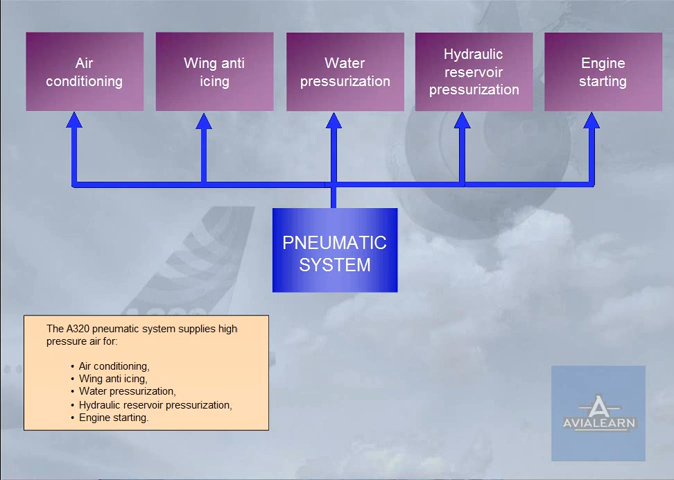 Air
conditioning
Wing anti
icing
Water
pressurization
Hydraulic
reservoir
pressurization
Engine
starting
PNEUMATIC
SYSTEM
The A320 pneumatic system supplies high
pressure air for:
• Air conditioning,
• Wing anti icing,
• Water pressurization,
• Hydraulic reservoir pressurization,
• Engine starting.
AVIALEARN